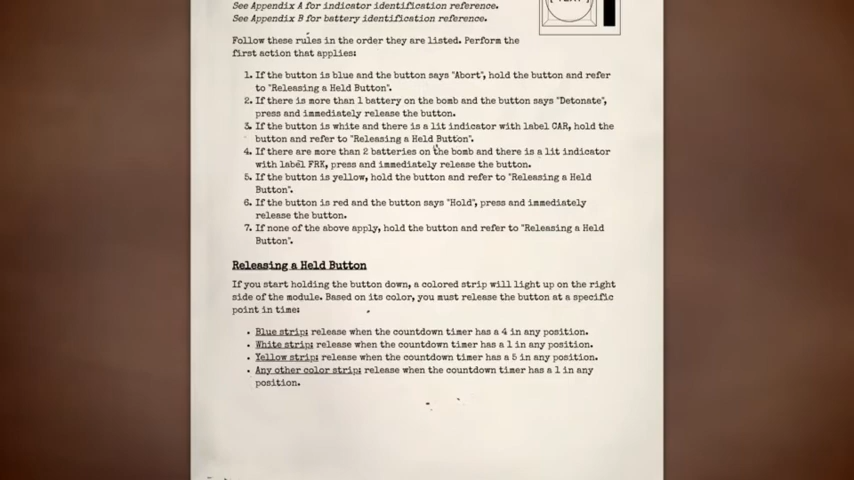 See Appendix A for indicator identification reference.
See Appendix B for battery identification reference.
Follow these rules in the order they are listed. Perform the
first action that applies:
1. If the button is blue and the button says "Abort", hold the button and refer
to "Releasing a Held Button".
2. If there is more than 1 battery on the bomb and the button says "Detonate",
press and immediately release the button.
3. If the button is white and there is a lit indicator with label CAR, hold the
button and refer to "Releasing a Held Button".
4. If there are more than 2 batteries on the bomb and there is a lit indicator
with label FRK, press and immediately release the button.
5. If the button is yellow, hold the button and refer to "Releasing a Held
Button".
6. If the button is red and the button says "Hold", press and immediately
release the button.
7. If none of the above apply, hold the button and refer to "Releasing a Held
Button".
Releasing a Held Button
If you start holding the button down, a colored strip will light up on the right
side of the module. Based on its color, you must release the button at a specific
point in time:
• Blue strip: release when the countdown timer has a 4 in any position.
• White strip: release when the countdown timer has a 1 in any position.
• Yellow strip: release when the countdown timer has a 5 in any position.
• Any other color strip: release when the countdown timer has a 1 in any
position.